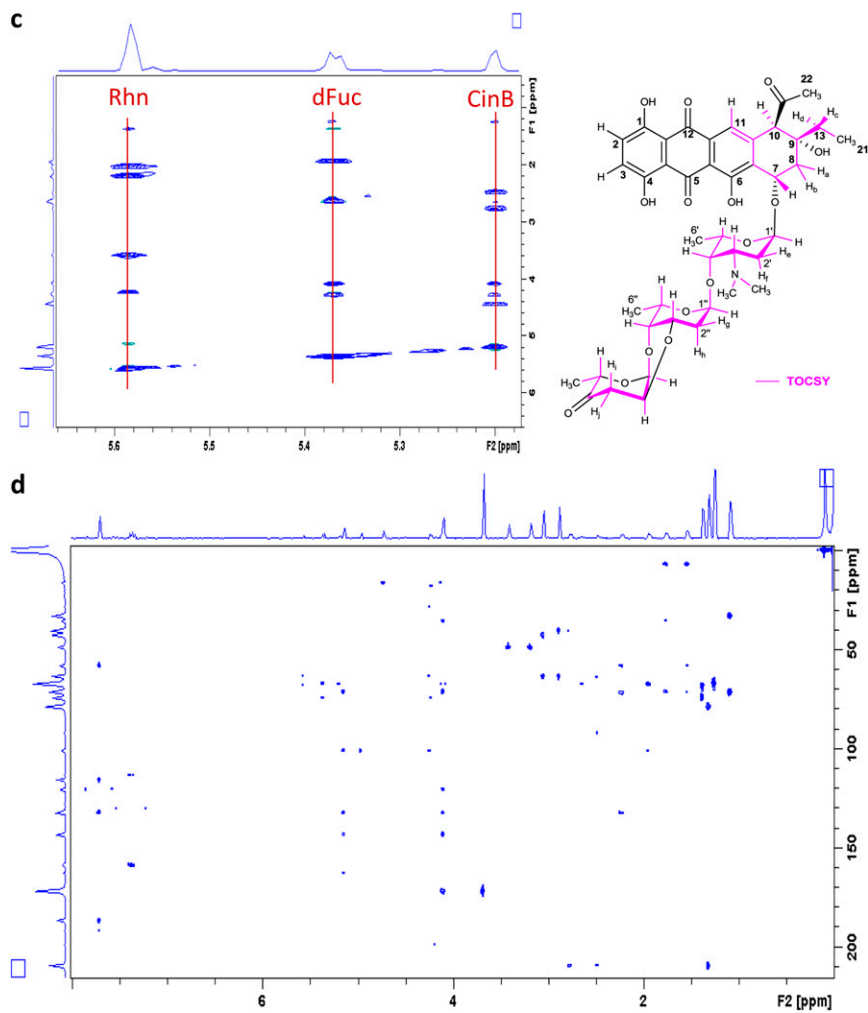 c
Rhn
dFuc
CinB
F1 [ppm]
2
3
4
5
6
5.6
5.5
5.4
5.3
F2 [ppm]
O
22
CH₃
OH
O
H
H
11
H
Hd
Hc
1
12
10
13
CH₃
21
H
2
9
OH
3
8
H
4
5
6
7
Ha
Hb
OH
O
OH
H
O
6'
H
H
1'
H₃C
O
H
H
2'
He
O
N
Hf
H₃C
CH₃
H
H
1''
6''
H₃C
O
H
H
2''
Hg
O
O
Hh
H
Hi
H₃C
O
H
O
Hj
H
TOCSY
d
F1 [ppm]
50
100
150
200
6
4
2
F2 [ppm]